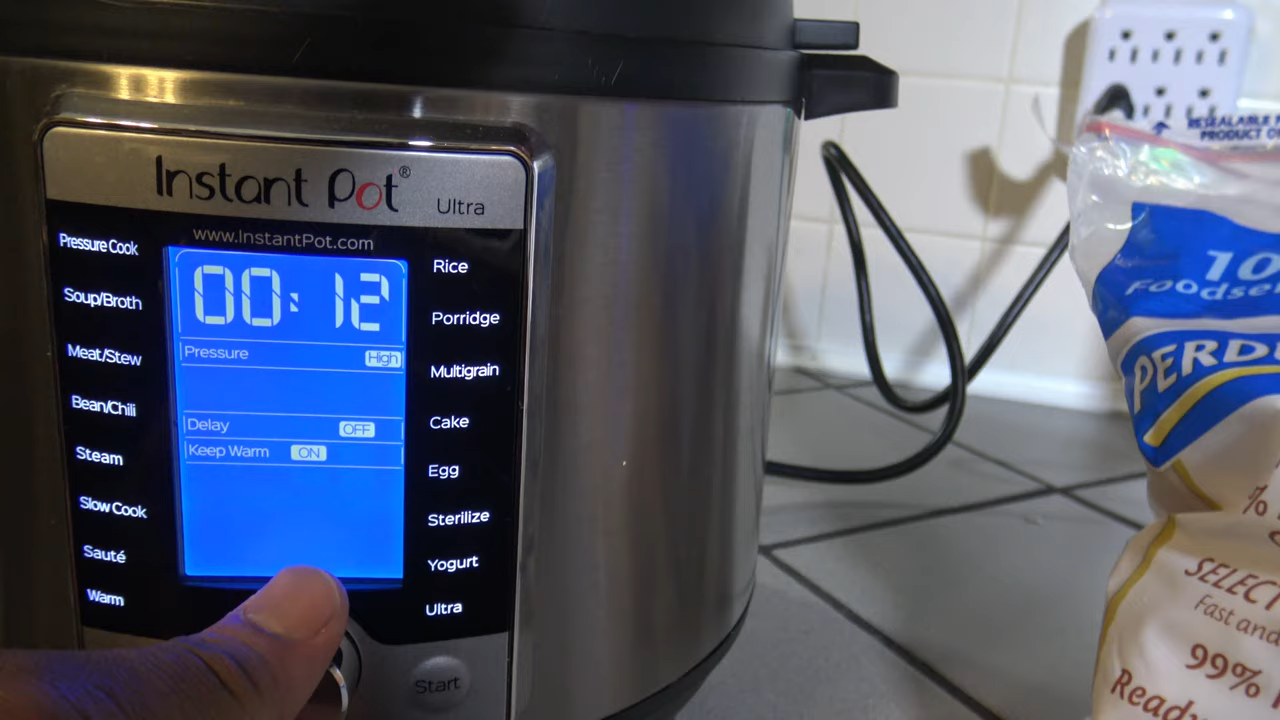 Instant Pot®
Ultra
www.InstantPot.com
Pressure Cook
Soup/Broth
Meat/Stew
Bean/Chili
Steam
Slow Cook
Sauté
Warm
00:12
Pressure High
Delay OFF
Keep Warm ON
Rice
Porridge
Multigrain
Cake
Egg
Sterilize
Yogurt
Ultra
Start
RESEALABLE
PRODUCT
10
PERDU
SELECT
Fast and
99%
Ready